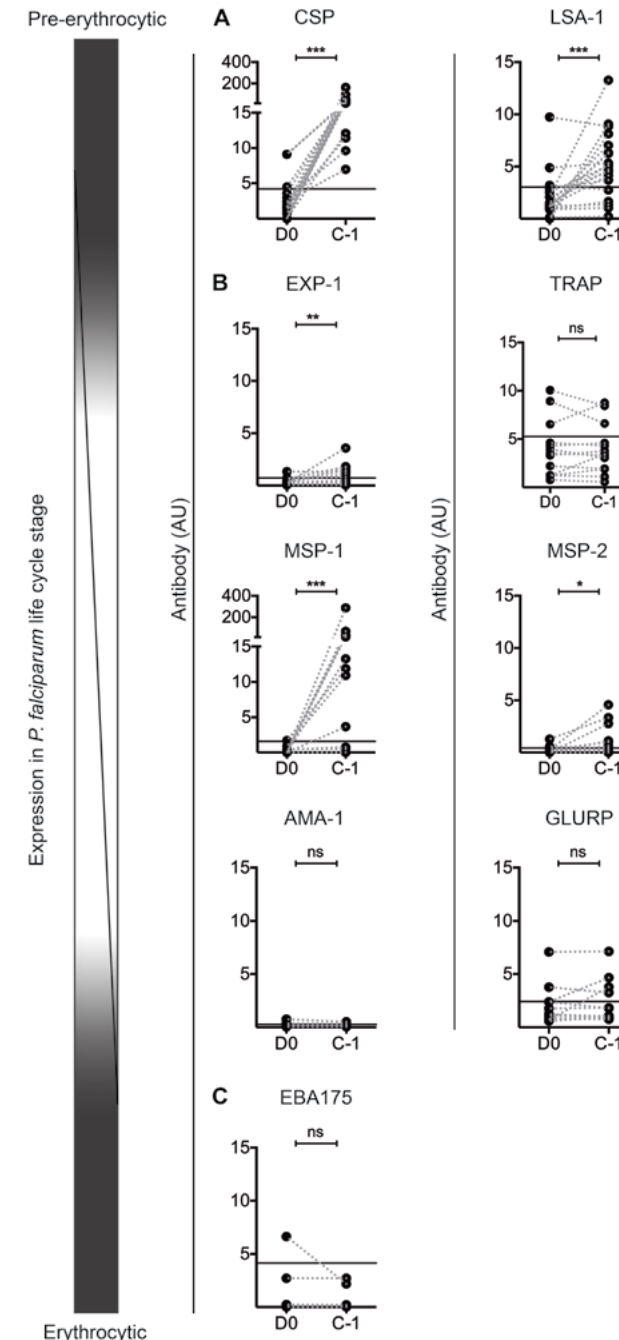 Pre-erythrocytic
Expression in P. falciparum life cycle stage
Erythrocytic
A
CSP
***
400
200
15
10
5
D0
C-1
LSA-1
***
15
10
5
D0
C-1
B
EXP-1
**
15
10
5
D0
C-1
TRAP
ns
15
10
5
D0
C-1
Antibody (AU)
Antibody (AU)
MSP-1
***
400
200
15
10
5
D0
C-1
MSP-2
*
15
10
5
D0
C-1
AMA-1
ns
15
10
5
D0
C-1
GLURP
ns
15
10
5
D0
C-1
C
EBA175
ns
15
10
5
D0
C-1